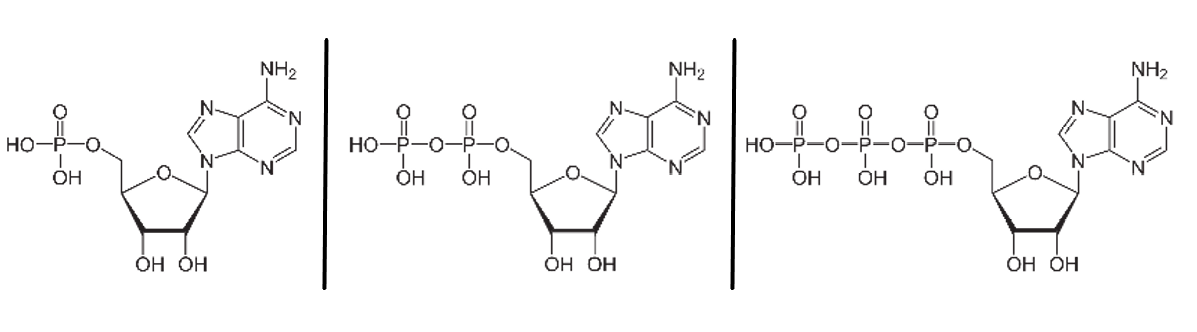 NH₂
O N N
HO P O
N N
OH O
OH OH
NH₂
O O N N
HO P O P O
N N
OH OH O
OH OH
NH₂
O O O N N
HO P O P O P O
N N
OH OH OH O
OH OH